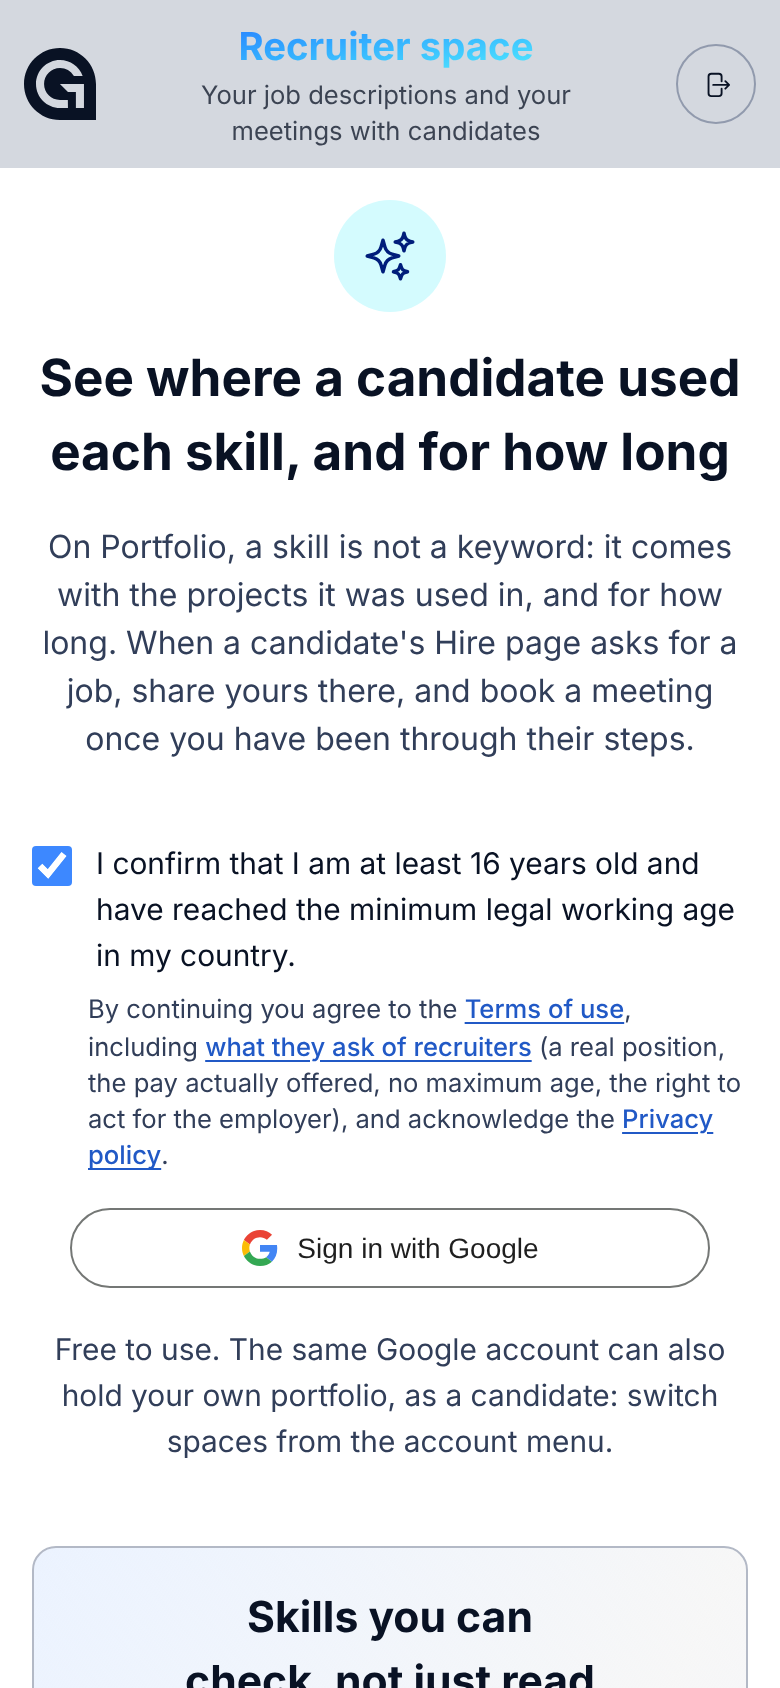 Recruiter space
Your job descriptions and your
meetings with candidates
See where a candidate used
each skill, and for how long
On Portfolio, a skill is not a keyword: it comes
with the projects it was used in, and for how
long. When a candidate's Hire page asks for a
job, share yours there, and book a meeting
once you have been through their steps.
I confirm that I am at least 16 years old and
have reached the minimum legal working age
in my country.
By continuing you agree to the Terms of use,
including what they ask of recruiters (a real position,
the pay actually offered, no maximum age, the right to
act for the employer), and acknowledge the Privacy
policy.
Sign in with Google
Free to use. The same Google account can also
hold your own portfolio, as a candidate: switch
spaces from the account menu.
Skills you can
check, not just read